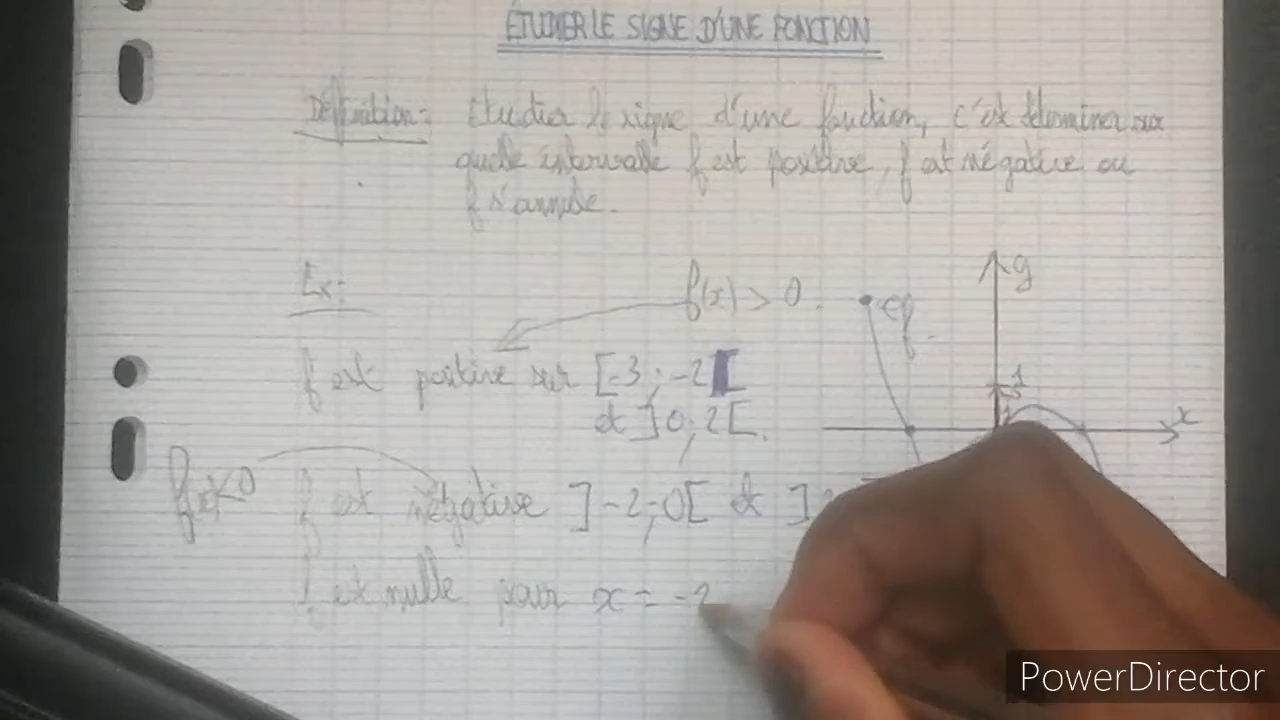 ÉTUDIER LE SIGNE D'UNE FONCTION
Définition: Etudier le signe d'une fonction, c'est déterminer sur
quelle intervalle f est positive, f est négative ou
f s'annule.
Ex:
f(x) > 0.
y
Cf
1
x
f est positive sur [-3; -2[
et ]0; 2[.
f(x)<0
f est négative ]-2; 0[ et ]
f est nulle pour x = -2
PowerDirector